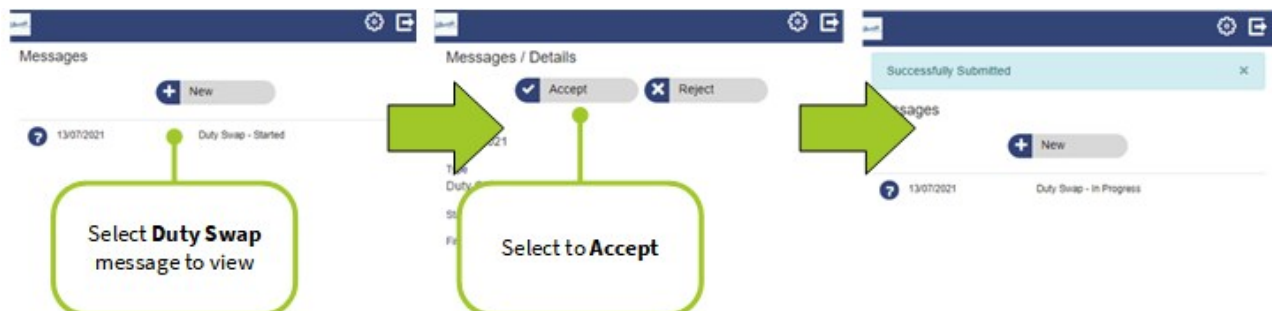 Messages
New
13/07/2021 Duty Swap - Started
Select Duty Swap
message to view
Messages / Details
Accept Reject
Select to Accept
Successfully Submitted
New
13/07/2021 Duty Swap - In Progress